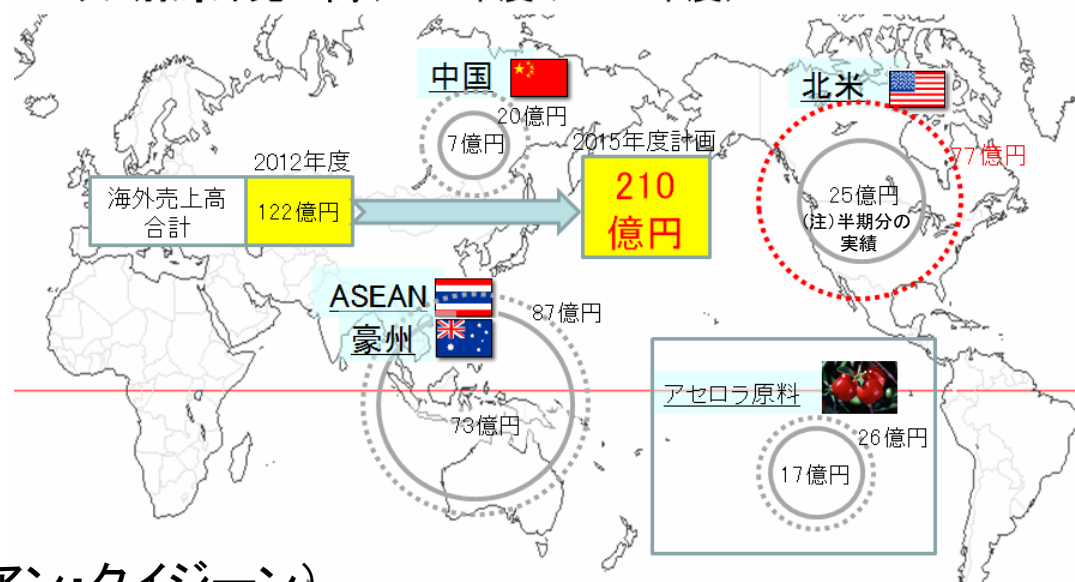 中国
20億円
7億円
北米
77億円
25億円
(注)半期分の
実績
2012年度
海外売上高
合計
122億円
2015年度計画
210
億円
ASEAN
豪州
87億円
73億円
アセロラ原料
26億円
17億円